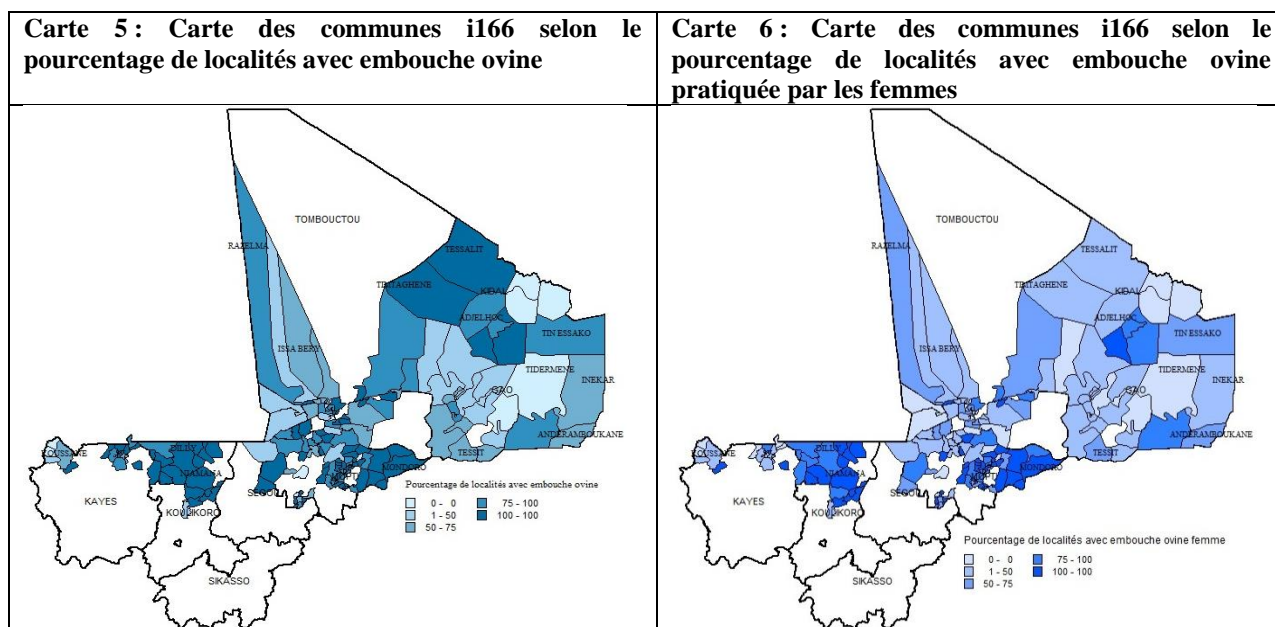 Carte 5 : Carte des communes i166 selon le
pourcentage de localités avec embouche ovine
TOMBOUCTOU
RAZELMA
TESSALIT
TIMTAGHENE
KIDAL
ADJELHOC
TIN ESSAKO
ISSA BERY
TIDERMENE
INEKAR
GAO
ANDERAMBOUKANE
TESSIT
KOUSSANE
DILLY
NIAMANA
MONDORO
KAYES
SEGOU
KOULIKORO
SIKASSO
Pourcentage de localités avec embouche ovine
0 - 0
75 - 100
1 - 50
100 - 100
50 - 75
Carte 6 : Carte des communes i166 selon le
pourcentage de localités avec embouche ovine
pratiquée par les femmes
TOMBOUCTOU
RAZELMA
TESSALIT
TIMTAGHENE
KIDAL
ADJELHOC
TIN ESSAKO
ISSA BERY
TIDERMENE
INEKAR
GAO
ANDERAMBOUKANE
TESSIT
KOUSSANE
DILLY
NIAMANA
MONDORO
KAYES
SEGOU
KOULIKORO
SIKASSO
Pourcentage de localités avec embouche ovine femme
0 - 0
75 - 100
1 - 50
100 - 100
50 - 75